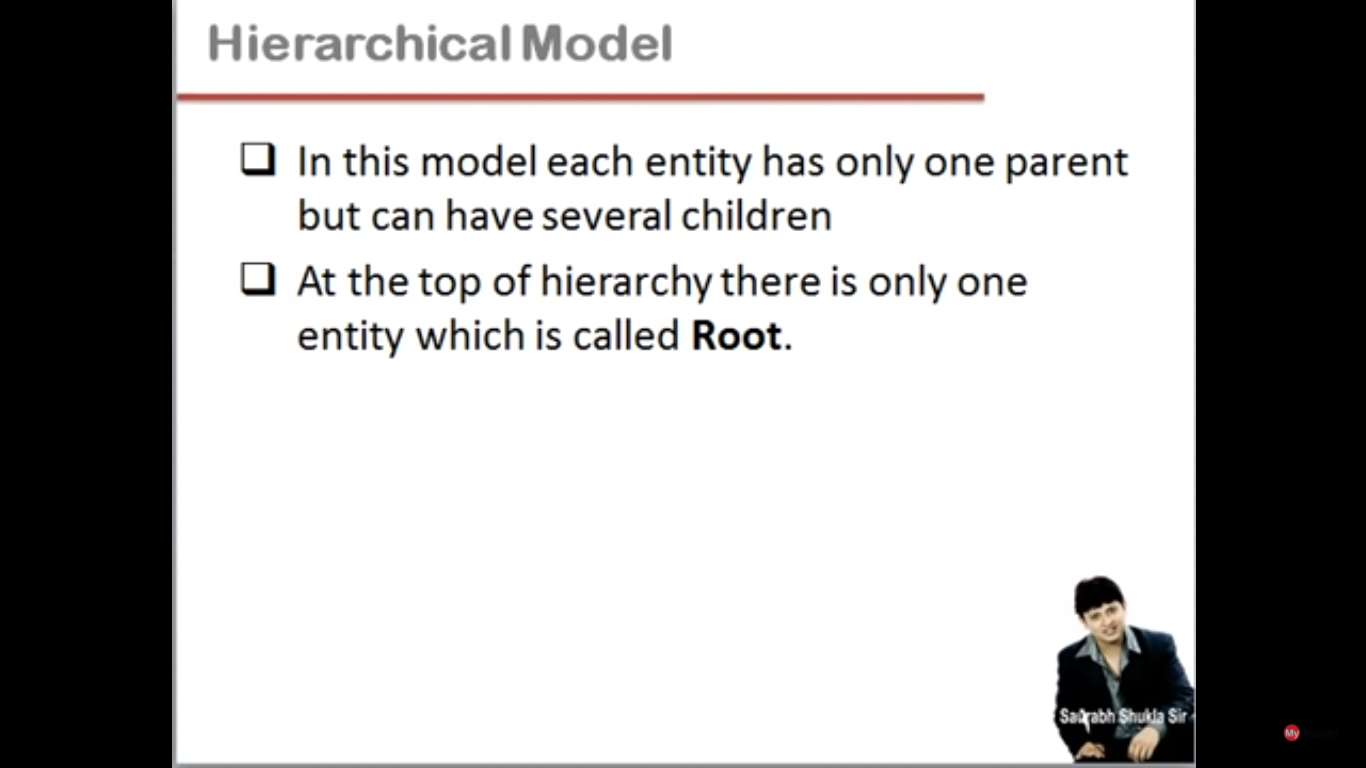 Hierarchical Model
In this model each entity has only one parent
but can have several children
At the top of hierarchy there is only one
entity which is called Root.
Saurabh Shukla Sir
My